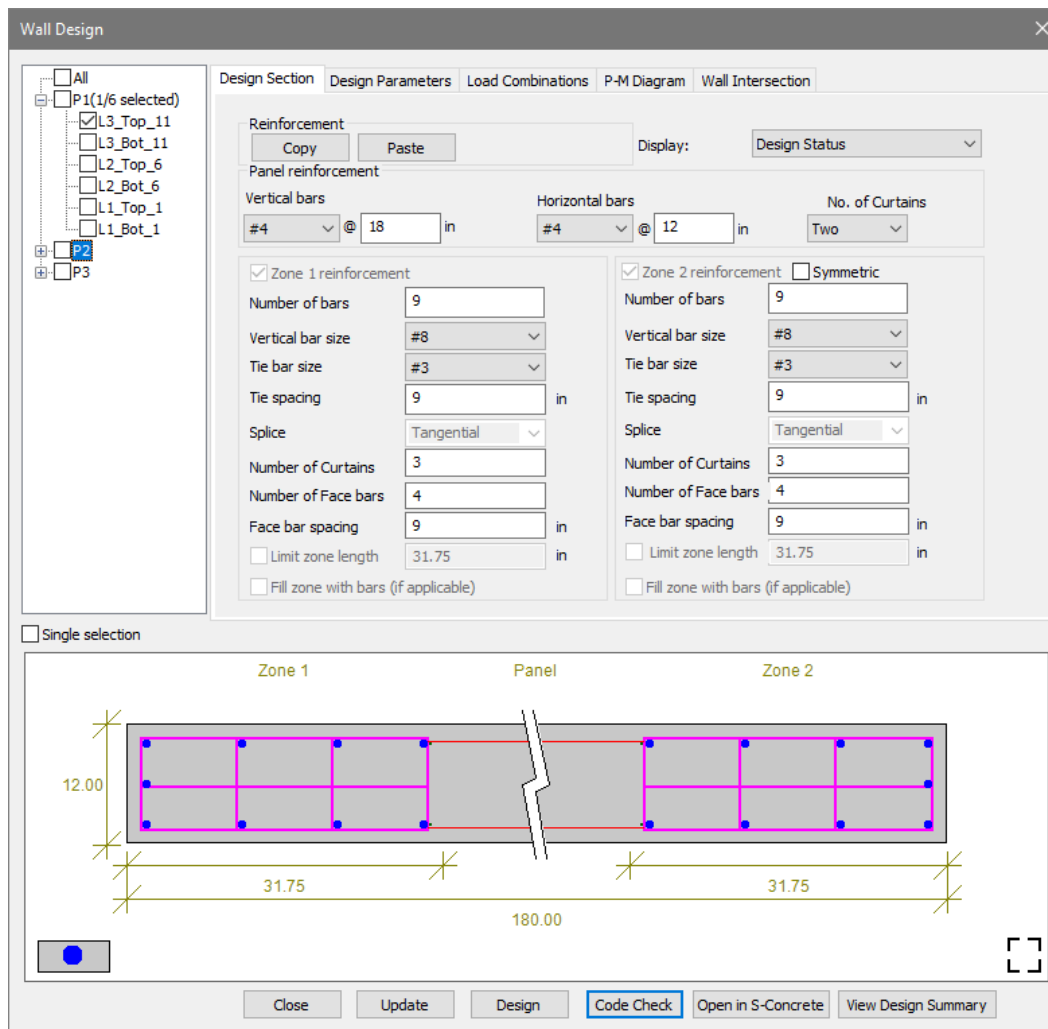 Wall Design
All
P1(1/6 selected)
L3_Top_11
L3_Bot_11
L2_Top_6
L2_Bot_6
L1_Top_1
L1_Bot_1
P2
P3
Design Section Design Parameters Load Combinations P-M Diagram Wall Intersection
Reinforcement
Copy Paste Display: Design Status
Panel reinforcement
Vertical bars Horizontal bars No. of Curtains
#4 @ 18 in #4 @ 12 in Two
Zone 1 reinforcement
Number of bars 9
Vertical bar size #8
Tie bar size #3
Tie spacing 9 in
Splice Tangential
Number of Curtains 3
Number of Face bars 4
Face bar spacing 9 in
Limit zone length 31.75 in
Fill zone with bars (if applicable)
Zone 2 reinforcement Symmetric
Number of bars 9
Vertical bar size #8
Tie bar size #3
Tie spacing 9 in
Splice Tangential
Number of Curtains 3
Number of Face bars 4
Face bar spacing 9 in
Limit zone length 31.75 in
Fill zone with bars (if applicable)
Single selection
Zone 1 Panel Zone 2
12.00
31.75 31.75
180.00
Close Update Design Code Check Open in S-Concrete View Design Summary